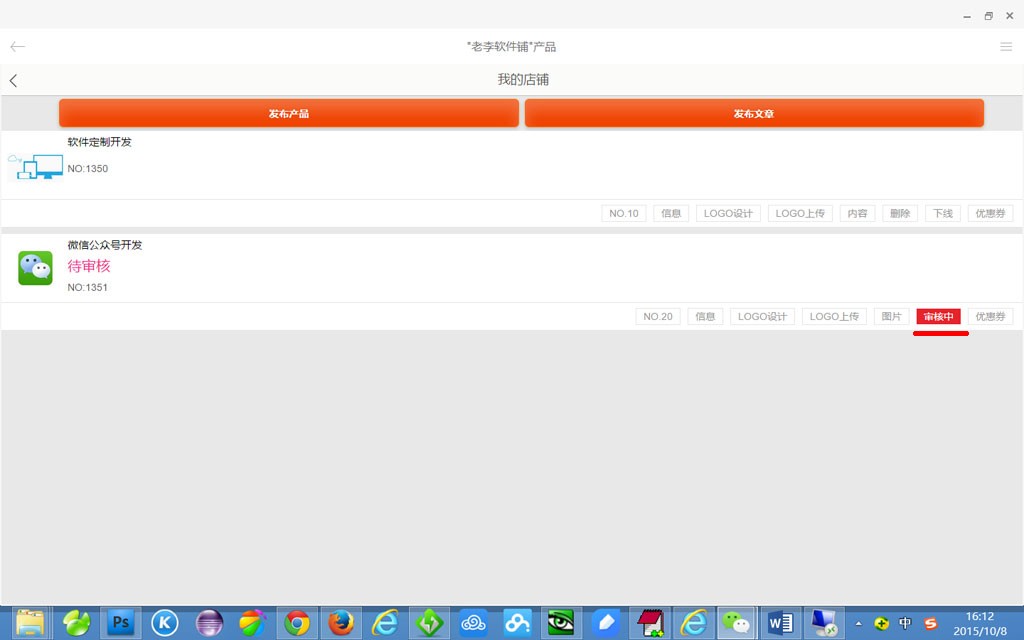 "老李软件铺"产品
我的店铺
发布产品 发布文章
软件定制开发
NO:1350
NO.10 信息 LOGO设计 LOGO上传 内容 删除 下线 优惠券
微信公众号开发
待审核
NO:1351
NO.20 信息 LOGO设计 LOGO上传 图片 审核中 优惠券
Ps K W 中 S
16:12
2015/10/8